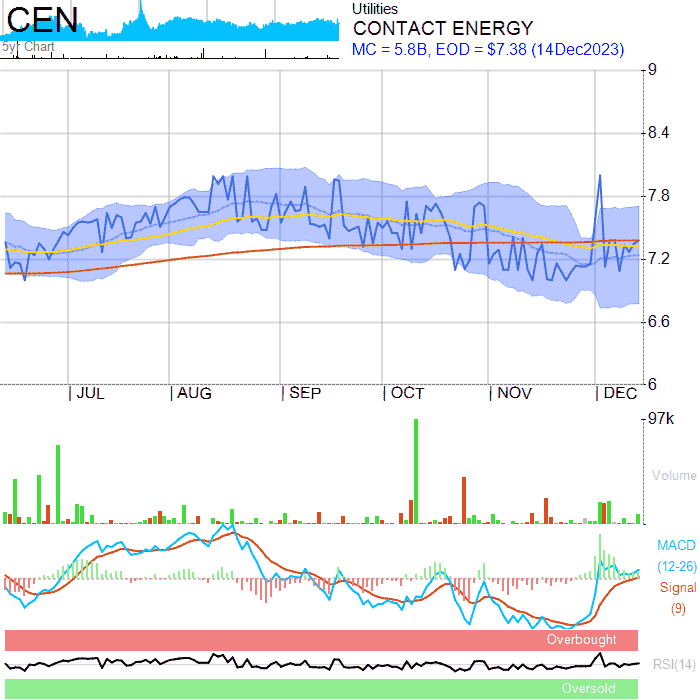 CEN
5yr Chart
Utilities
CONTACT ENERGY
MC = 5.8B, EOD = $7.38 (14Dec2023)
9
8.4
7.8
7.2
6.6
6
JUL AUG SEP OCT NOV DEC
97k
Volume
MACD
(12-26)
Signal
(9)
Overbought
RSI(14)
Oversold